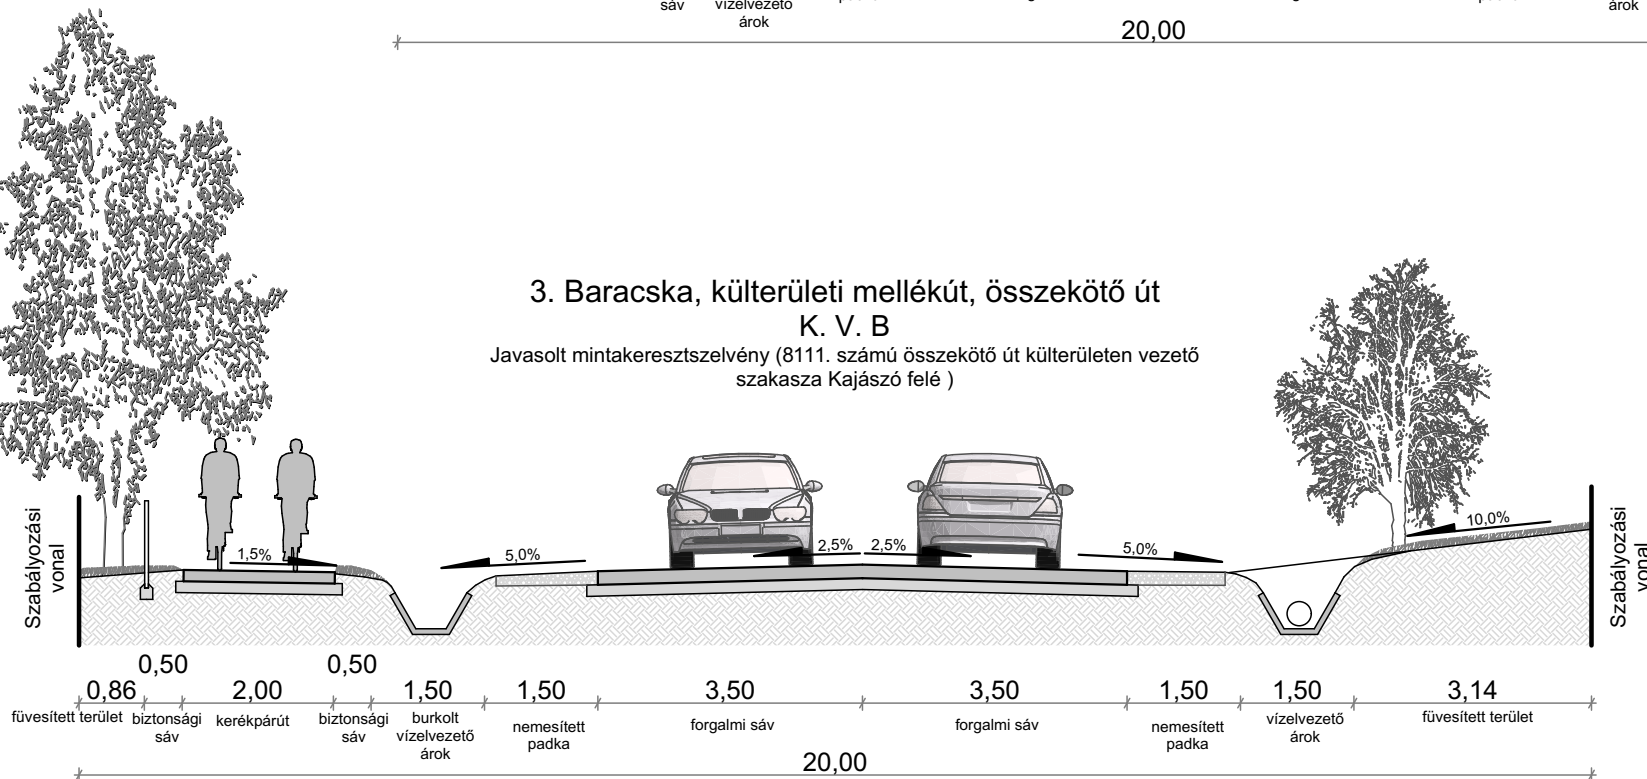 sáv
vízelvezető
árok
árok
20,00
3. Baracska, külterületi mellékút, összekötő út
K. V. B
Javasolt mintakeresztszelvény (8111. számú összekötő út külterületen vezető
szakasza Kajászó felé )
Szabályozási
vonal
1,5%
5,0%
2,5%
2,5%
5,0%
10,0%
Szabályozási
vonal
0,50
0,50
0,86
2,00
1,50
1,50
3,50
3,50
1,50
1,50
3,14
füvesített terület
biztonsági
sáv
kerékpárút
biztonsági
sáv
burkolt
vízelvezető
árok
nemesített
padka
forgalmi sáv
forgalmi sáv
nemesített
padka
vízelvezető
árok
füvesített terület
20,00